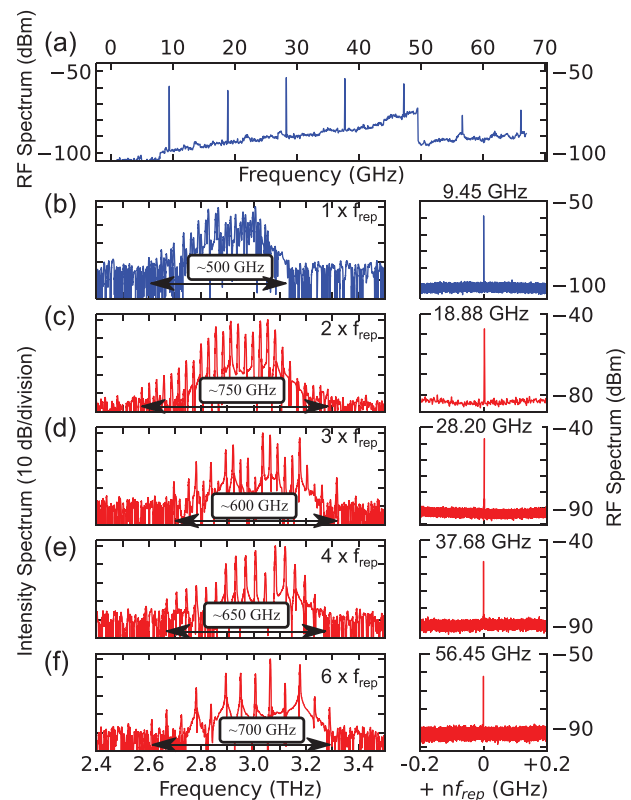 (a)
0 10 20 30 40 50 60 70
RF Spectrum (dBm)
−50 −50
−100 −100
Frequency (GHz)
(b)
1 x f_rep
~500 GHz
9.45 GHz
−50
−100
(c)
2 x f_rep
~750 GHz
18.88 GHz
−40
−80
(d)
3 x f_rep
~600 GHz
28.20 GHz
−40
−90
(e)
4 x f_rep
~650 GHz
37.68 GHz
−40
−90
(f)
6 x f_rep
~700 GHz
56.45 GHz
−50
−90
Intensity Spectrum (10 dB/division)
RF Spectrum (dBm)
2.4 2.6 2.8 3.0 3.2 3.4
Frequency (THz)
−0.2 0 +0.2
+ nf_rep (GHz)